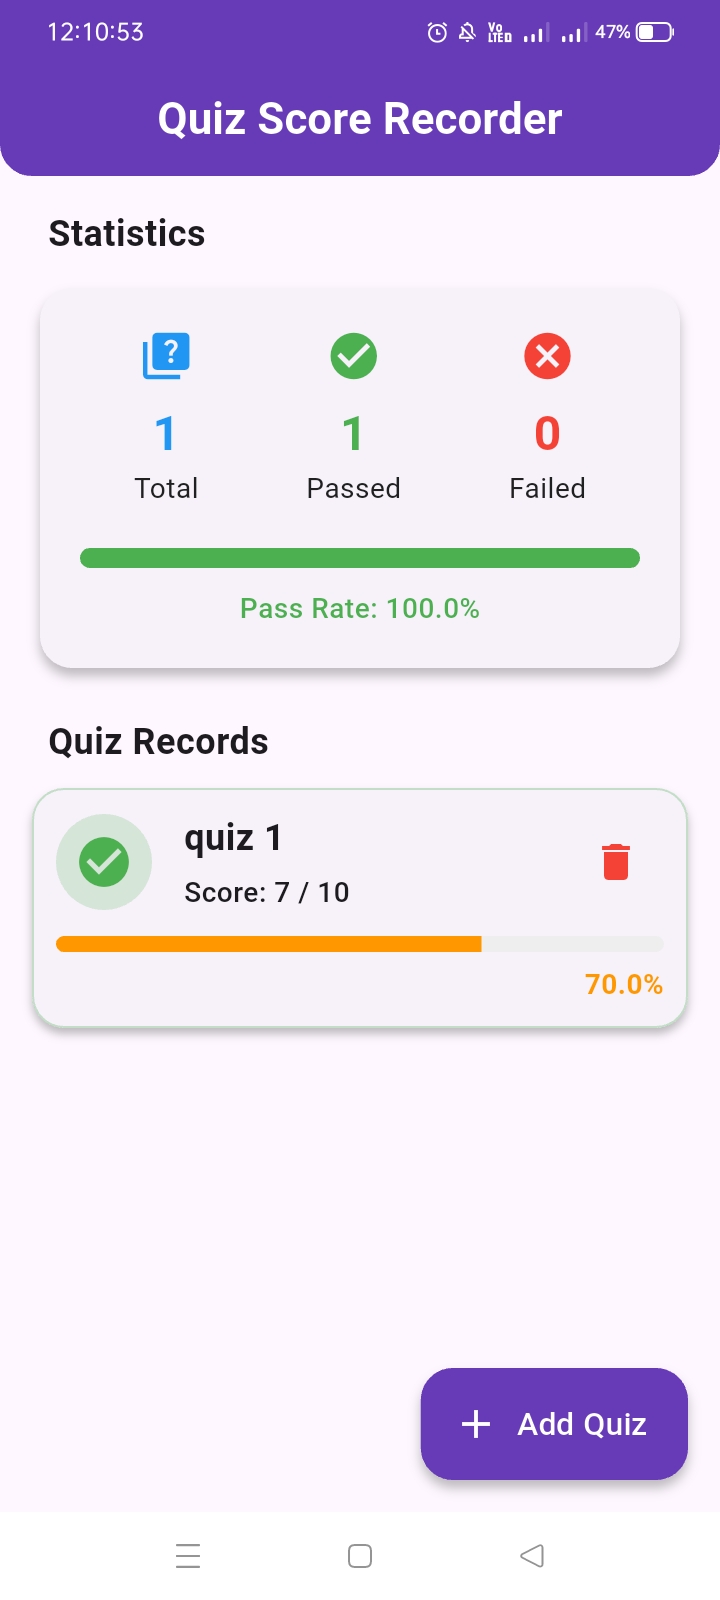 12:10:53
Vo LTE D 47%
Quiz Score Recorder
Statistics
?
1 1 0
Total Passed Failed
Pass Rate: 100.0%
Quiz Records
quiz 1
Score: 7 / 10
70.0%
+ Add Quiz